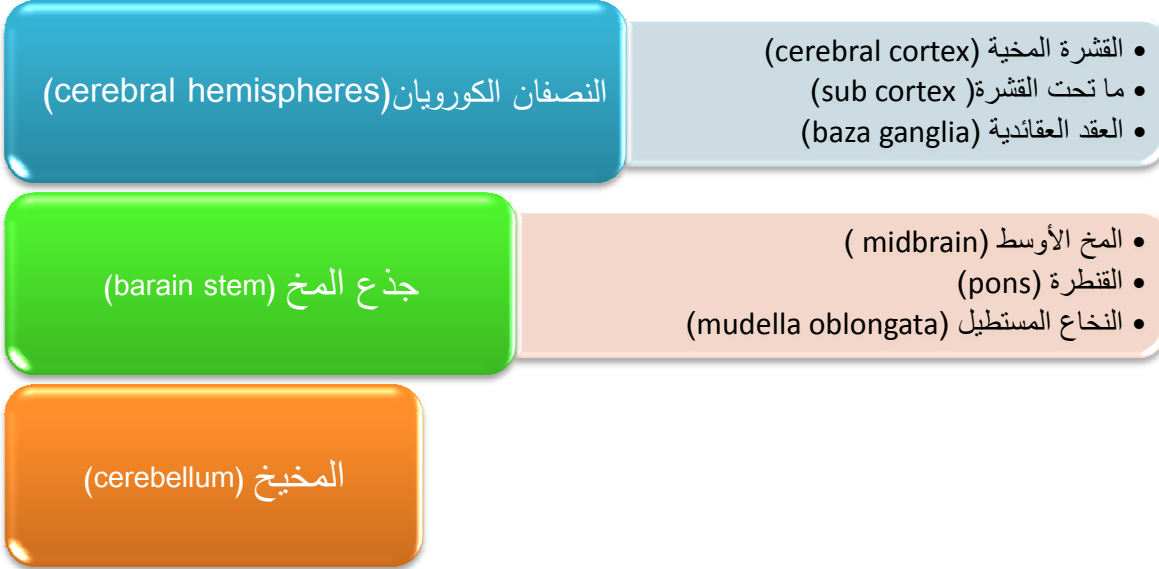 النصفان الكورويان(cerebral hemispheres)
• القشرة المخية (cerebral cortex)
• ما تحت القشرة( sub cortex)
• العقد العقائدية (baza ganglia)
جذع المخ (barain stem)
• المخ الأوسط (midbrain )
• القنطرة (pons)
• النخاع المستطيل (mudella oblongata)
المخيخ (cerebellum)